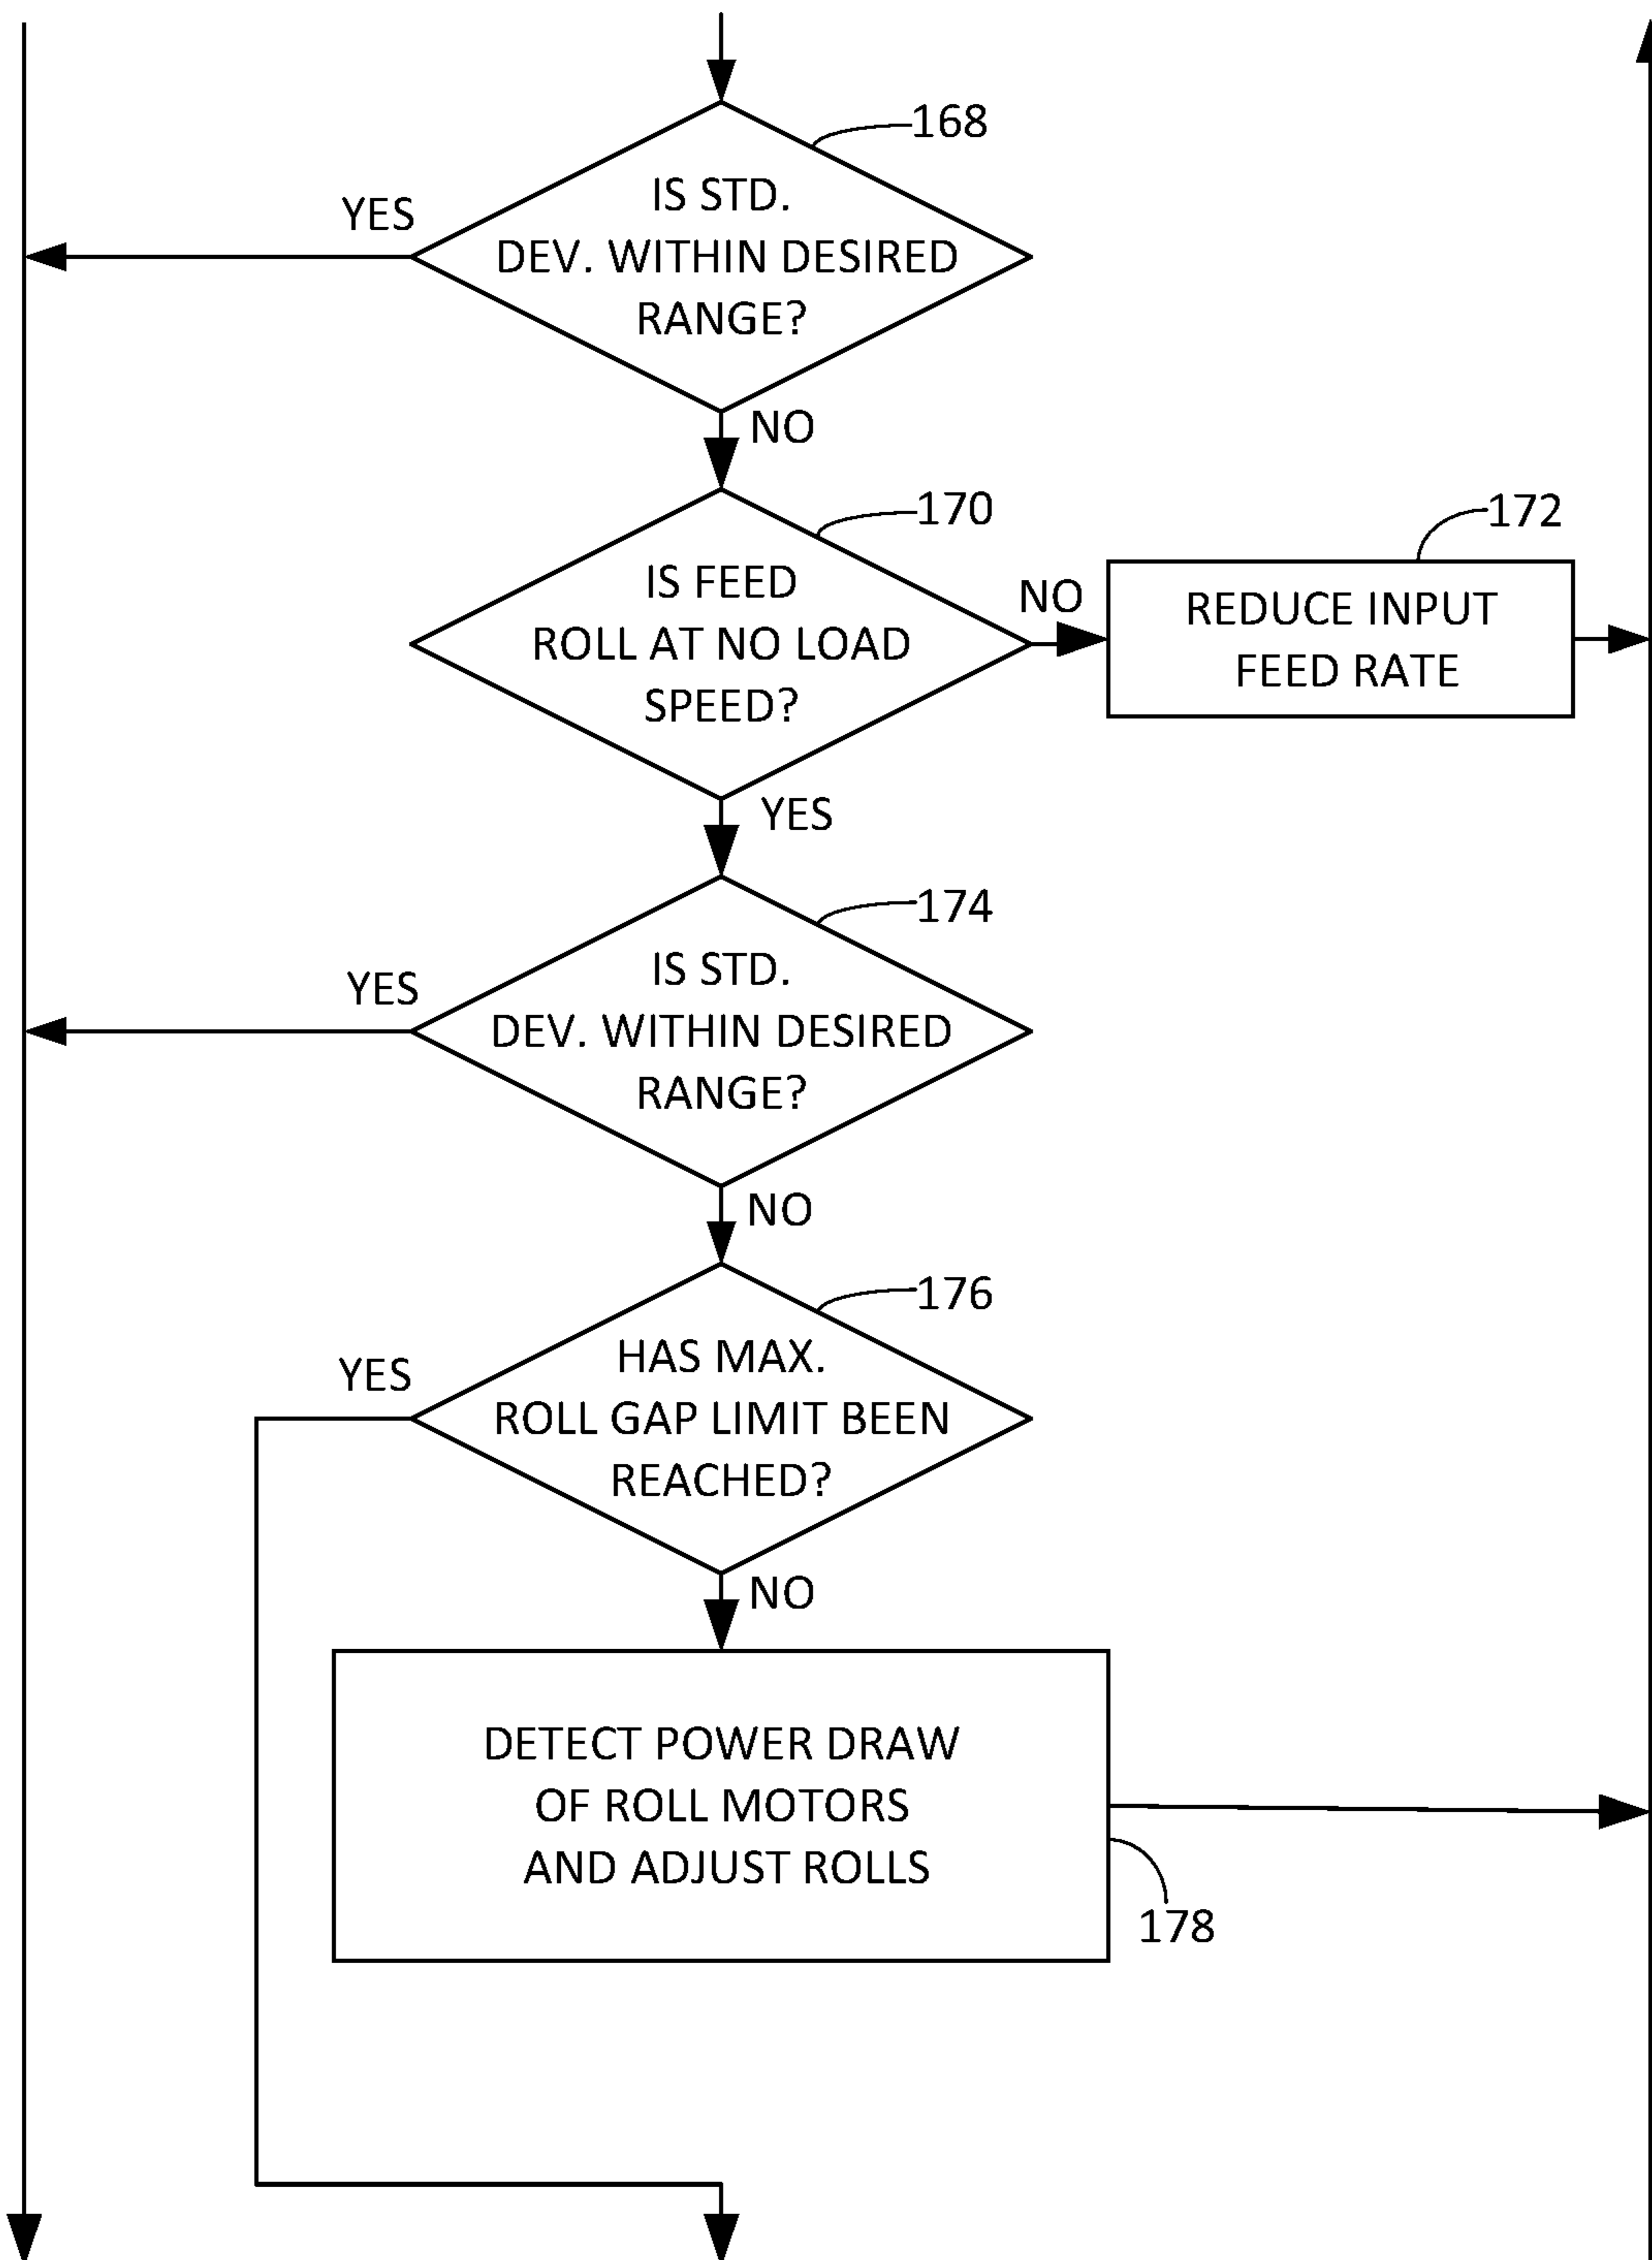 168
IS STD.
YES
DEV. WITHIN DESIRED
RANGE?
NO
170
172
IS FEED
NO
ROLL AT NO LOAD
SPEED?
REDUCE INPUT
FEED RATE
YES
174
IS STD.
YES
DEV. WITHIN DESIRED
RANGE?
NO
176
HAS MAX.
YES
ROLL GAP LIMIT BEEN
REACHED?
NO
DETECT POWER DRAW
OF ROLL MOTORS
AND ADJUST ROLLS
178